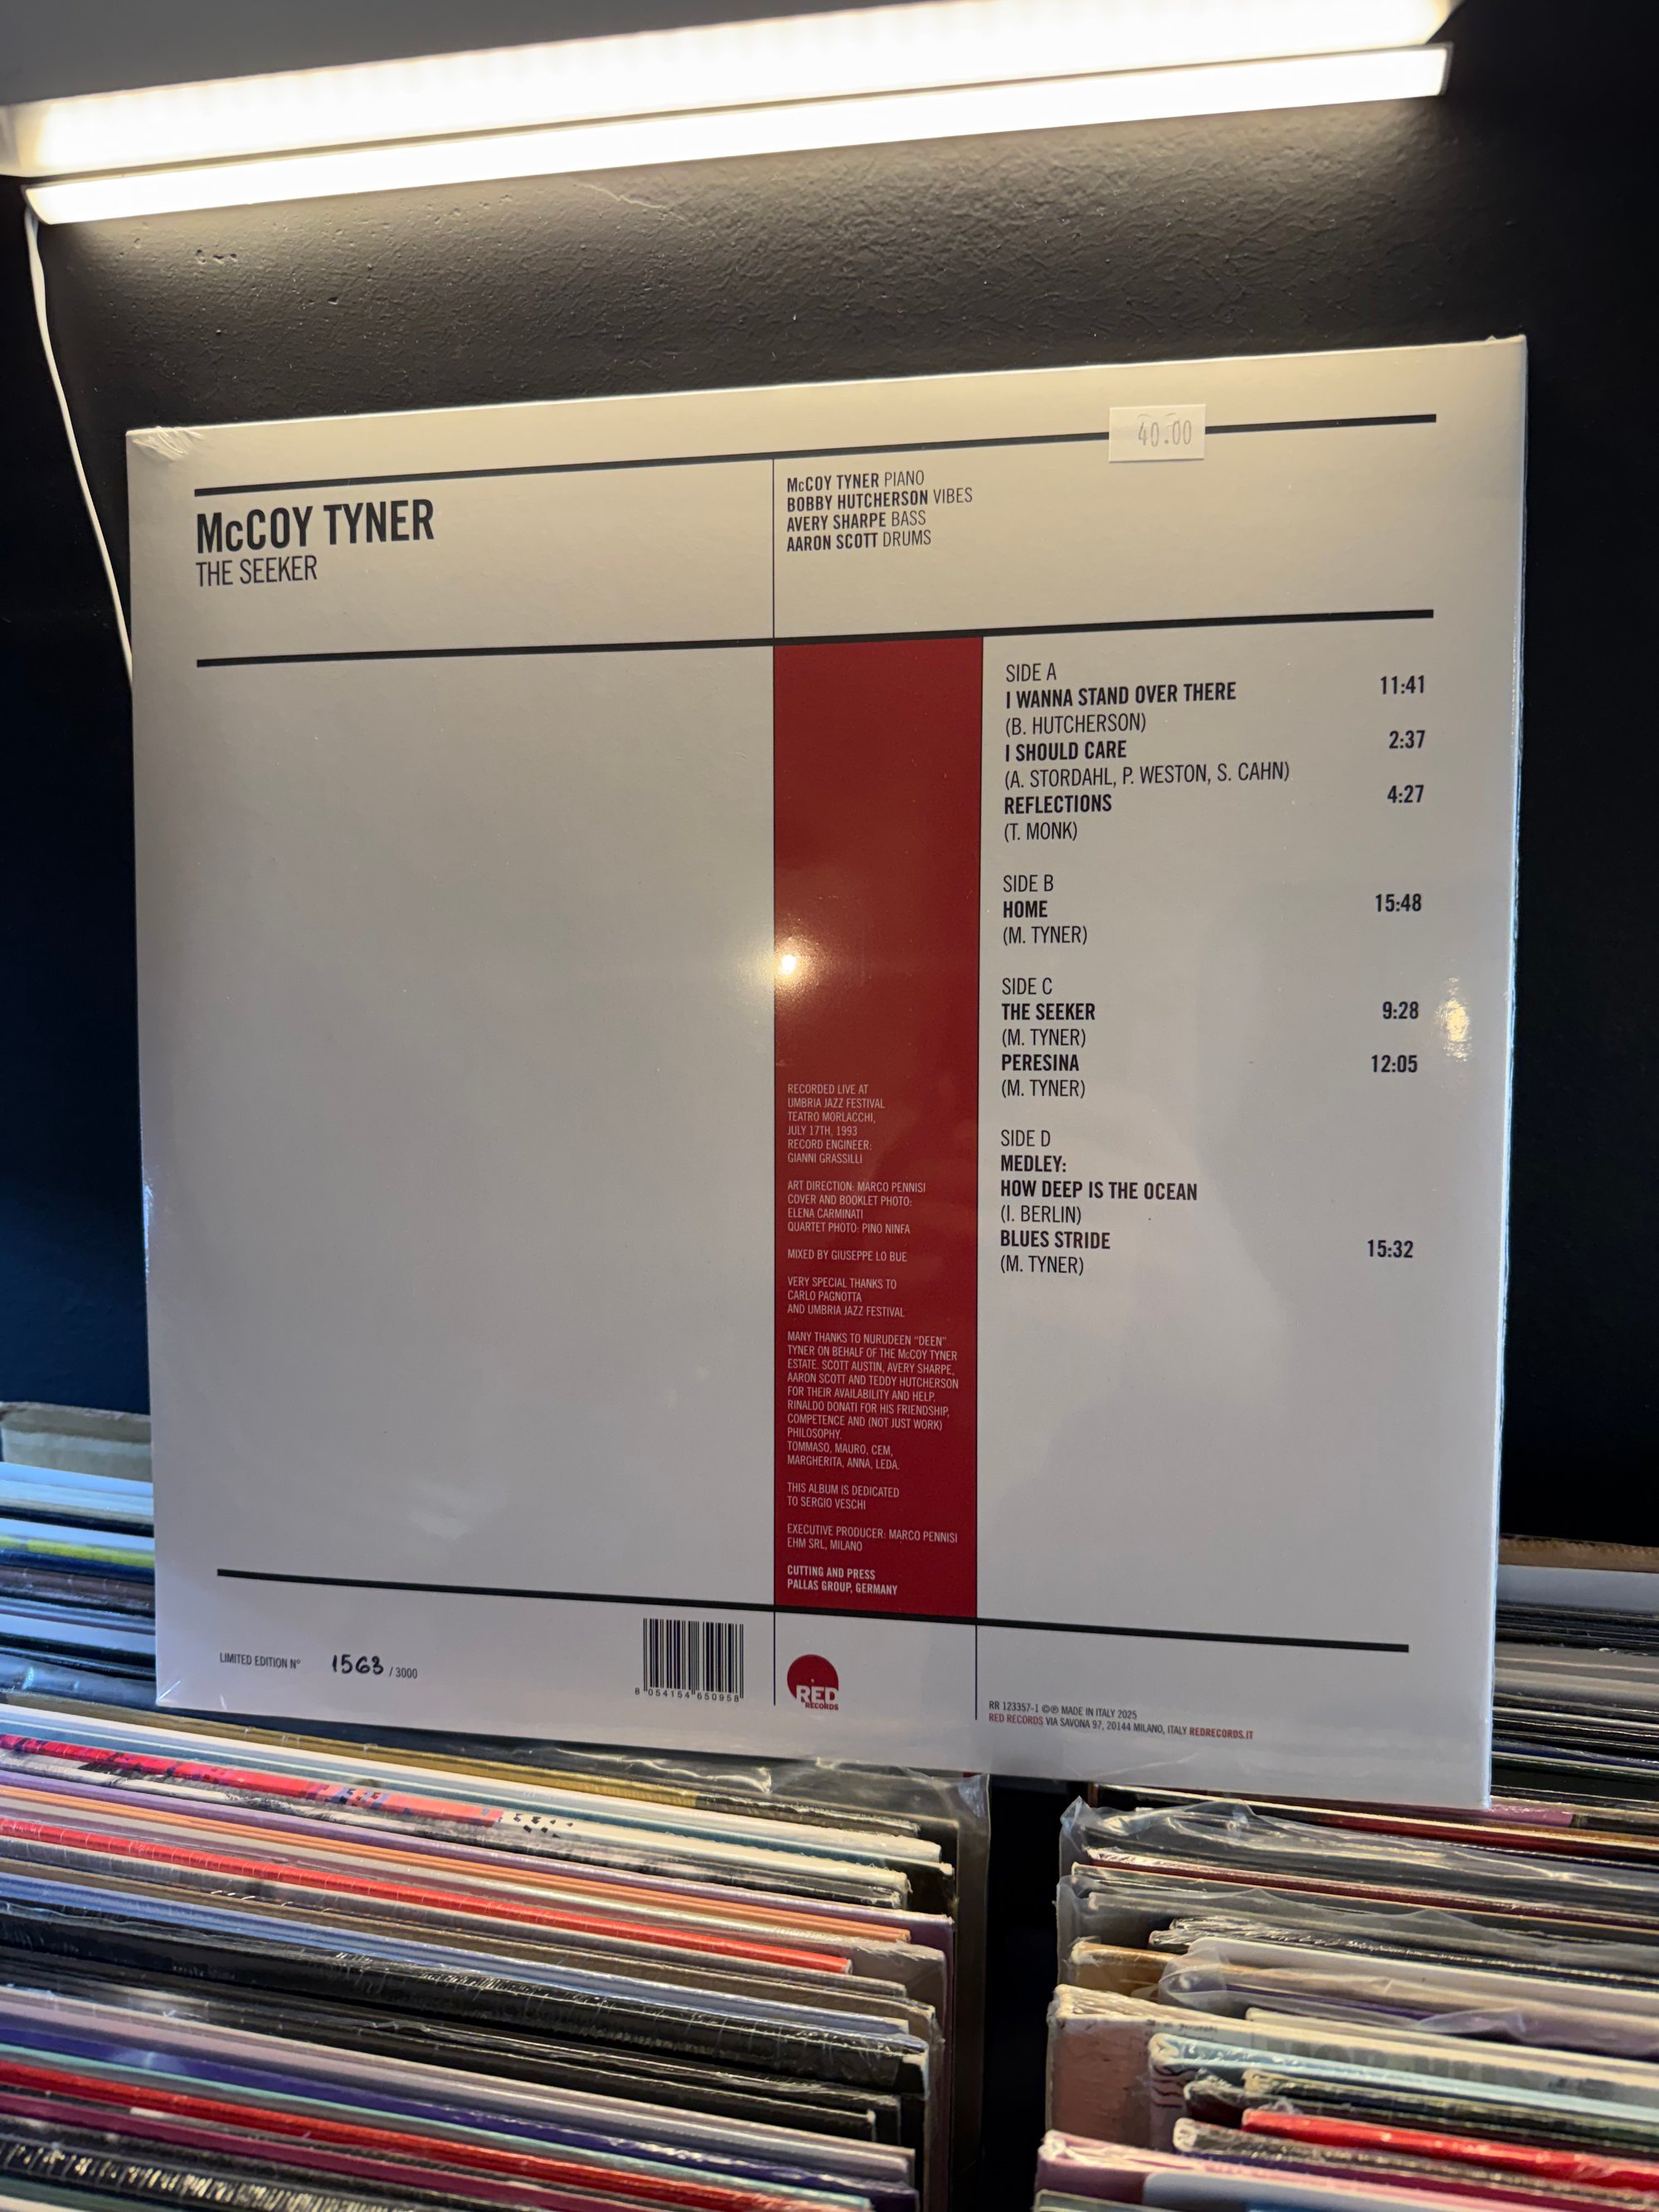 40.00
McCOY TYNER
THE SEEKER
McCOY TYNER PIANO
BOBBY HUTCHERSON VIBES
AVERY SHARPE BASS
AARON SCOTT DRUMS
SIDE A
I WANNA STAND OVER THERE 11:41
(B. HUTCHERSON)
I SHOULD CARE 2:37
(A. STORDAHL, P. WESTON, S. CAHN)
REFLECTIONS 4:27
(T. MONK)
SIDE B
HOME 15:48
(M. TYNER)
SIDE C
THE SEEKER 9:28
(M. TYNER)
PERESINA 12:05
(M. TYNER)
SIDE D
MEDLEY:
HOW DEEP IS THE OCEAN
(I. BERLIN)
BLUES STRIDE 15:32
(M. TYNER)
RECORDED LIVE AT
UMBRIA JAZZ FESTIVAL
TEATRO MORLACCHI,
JULY 17TH, 1993
RECORD ENGINEER:
GIANNI GRASSILLI
ART DIRECTION: MARCO PENNISI
COVER AND BOOKLET PHOTO:
ELENA CARMINATI
QUARTET PHOTO: PINO NINFA
MIXED BY GIUSEPPE LO BUE
VERY SPECIAL THANKS TO
CARLO PAGNOTTA
AND UMBRIA JAZZ FESTIVAL
MANY THANKS TO NURUDEEN “DEEN”
TYNER ON BEHALF OF THE McCOY TYNER
ESTATE. SCOTT AUSTIN, AVERY SHARPE,
AARON SCOTT AND TEDDY HUTCHERSON
FOR THEIR AVAILABILITY AND HELP.
RINALDO DONATI FOR HIS FRIENDSHIP,
COMPETENCE AND (NOT JUST WORK)
PHILOSOPHY.
TOMMASO, MAURO, CEM,
MARGHERITA, ANNA, LEDA.
THIS ALBUM IS DEDICATED
TO SERGIO VESCHI
EXECUTIVE PRODUCER: MARCO PENNISI
EHM SRL, MILANO
CUTTING AND PRESS
PALLAS GROUP, GERMANY
LIMITED EDITION N° 1563 / 3000
8 054154 650958
RED
RECORDS
RR 123357-1 ©℗ MADE IN ITALY 2025
RED RECORDS VIA SAVONA 97, 20144 MILANO, ITALY REDRECORDS.IT